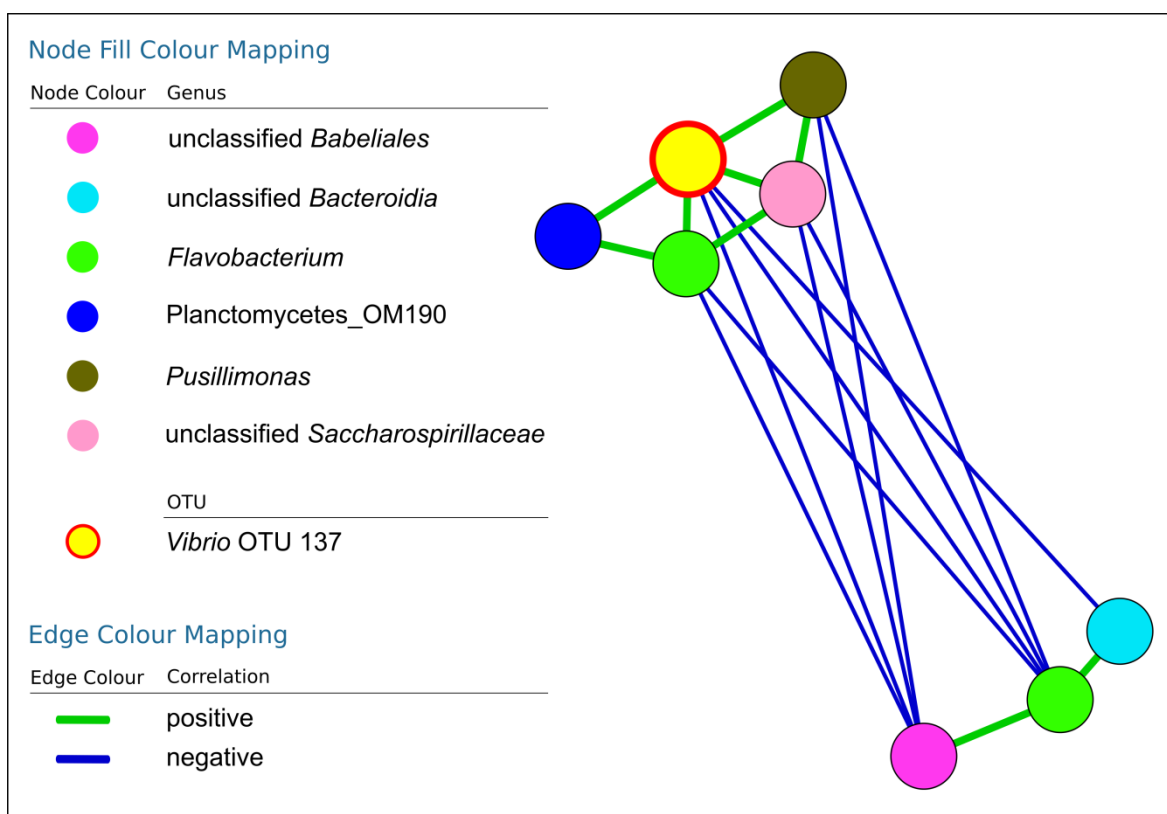 Node Fill Colour Mapping
Node Colour Genus
unclassified Babeliales
unclassified Bacteroidia
Flavobacterium
Planctomycetes_OM190
Pusillimonas
unclassified Saccharospirillaceae
OTU
Vibrio OTU 137
Edge Colour Mapping
Edge Colour Correlation
positive
negative